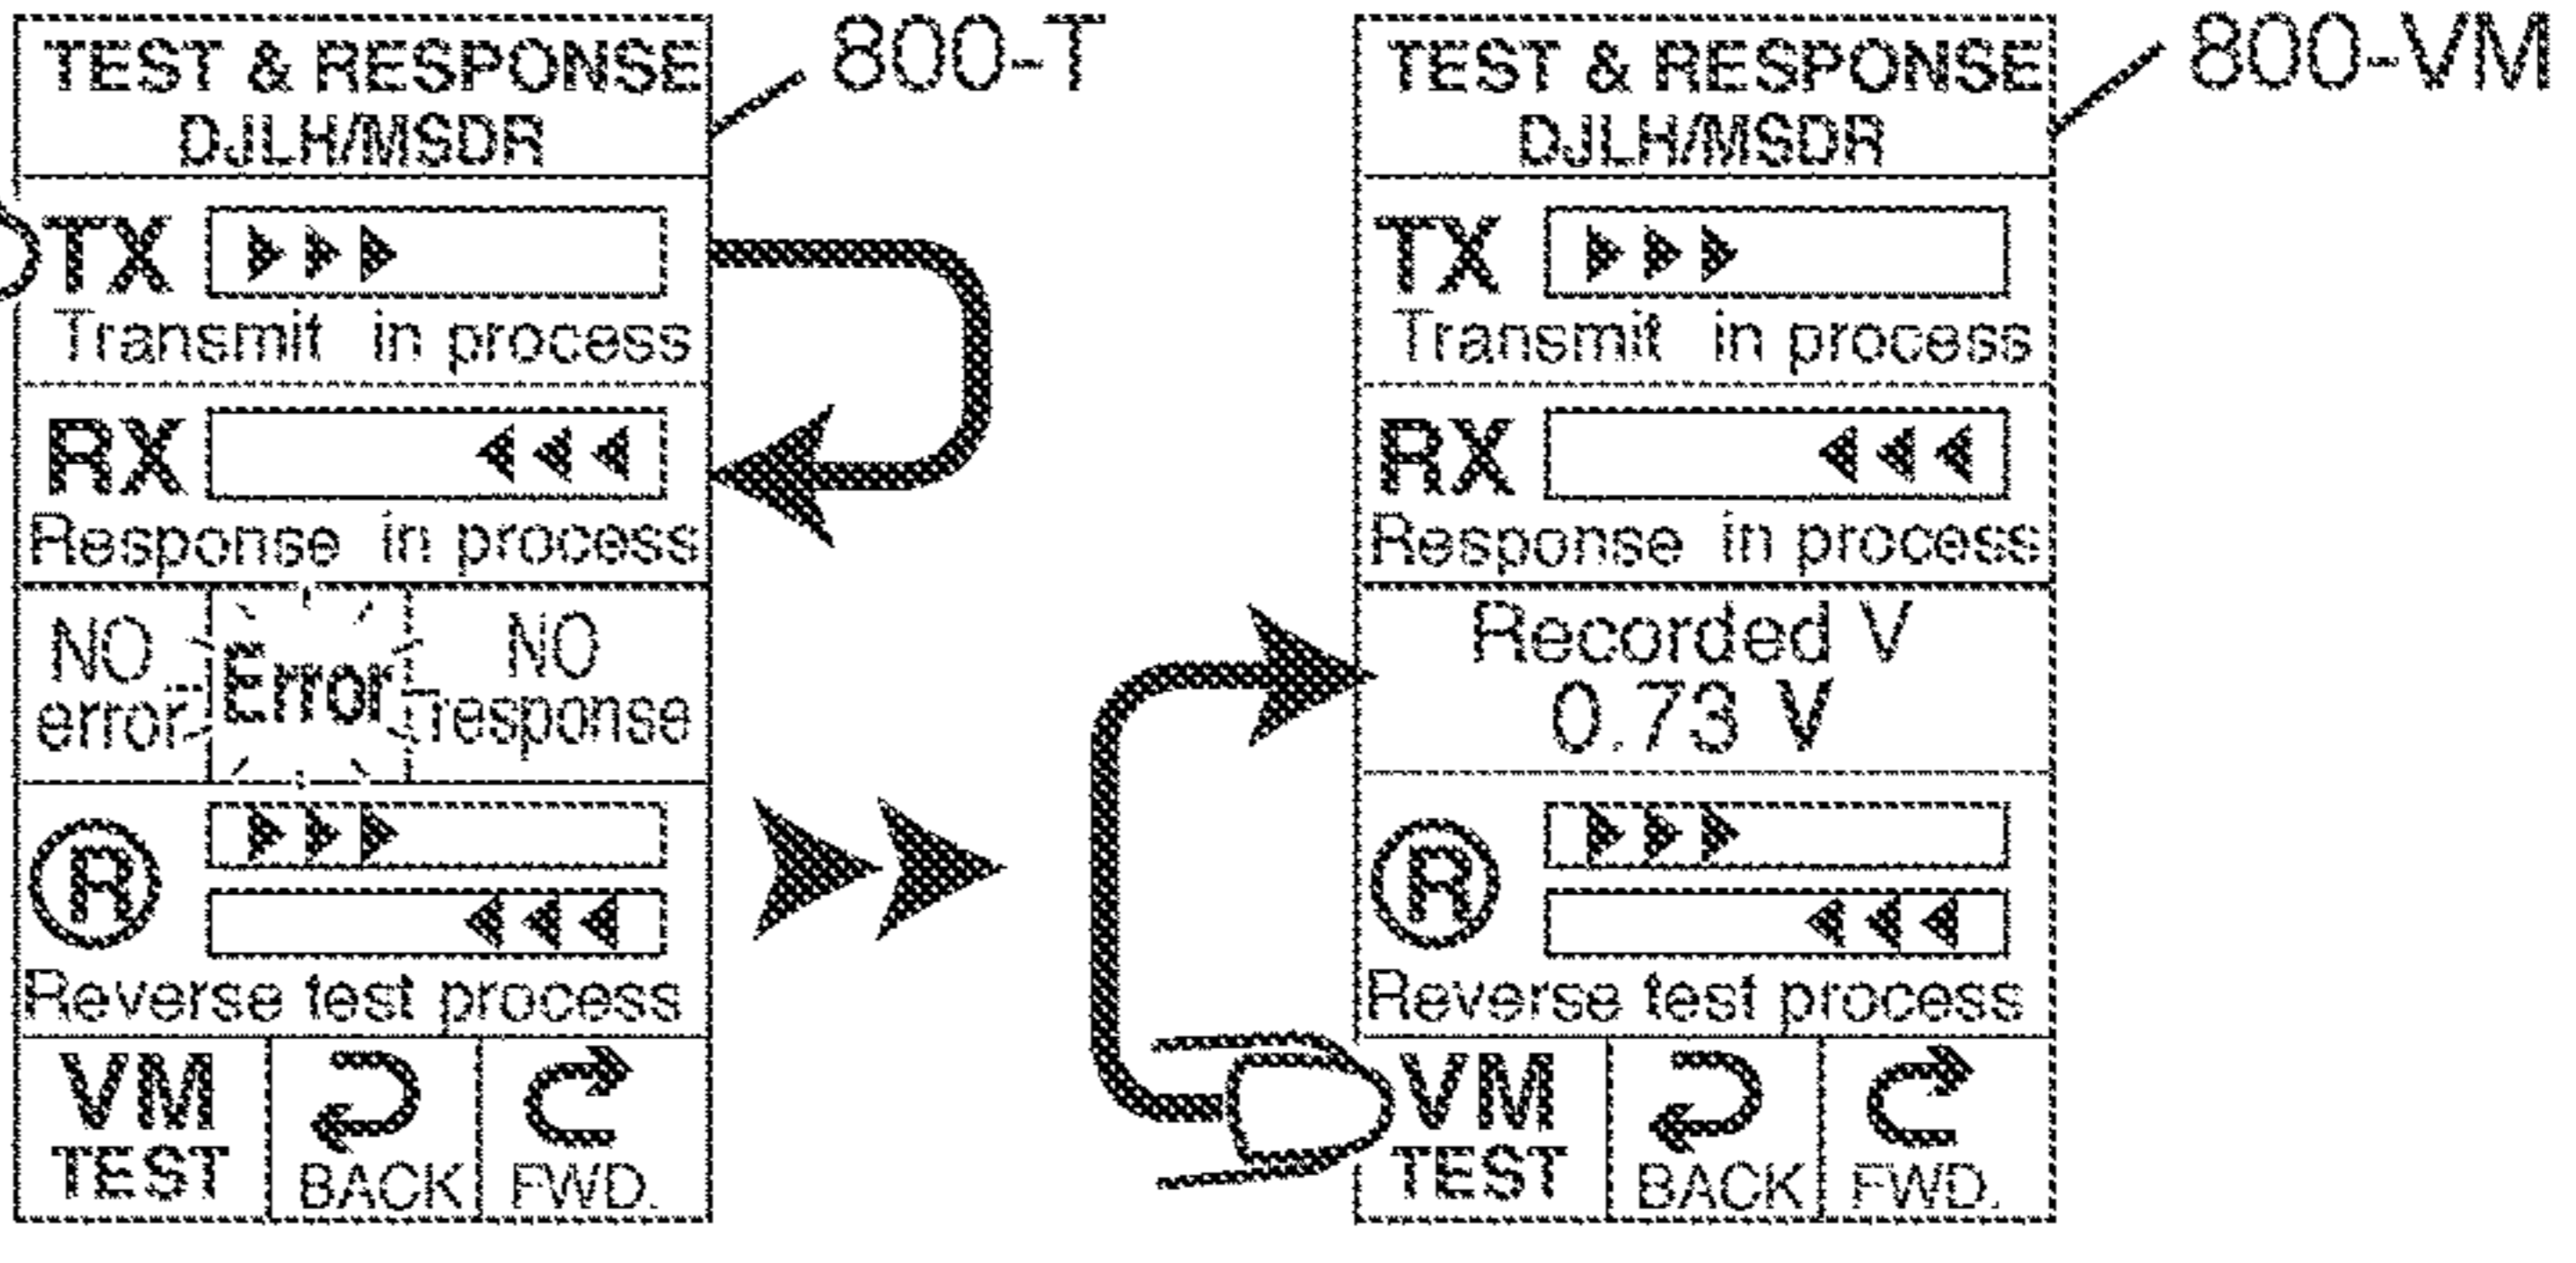 TEST & RESPONSE
DJLH/MSDR
800-T
TX
Transmit in process
RX
Response in process
NO error
Error
NO response
R
Reverse test process
VM TEST
BACK
FWD.
TEST & RESPONSE
DJLH/MSDR
800-VM
TX
Transmit in process
RX
Response in process
Recorded V
0.73 V
R
Reverse test process
VM TEST
BACK
FWD.